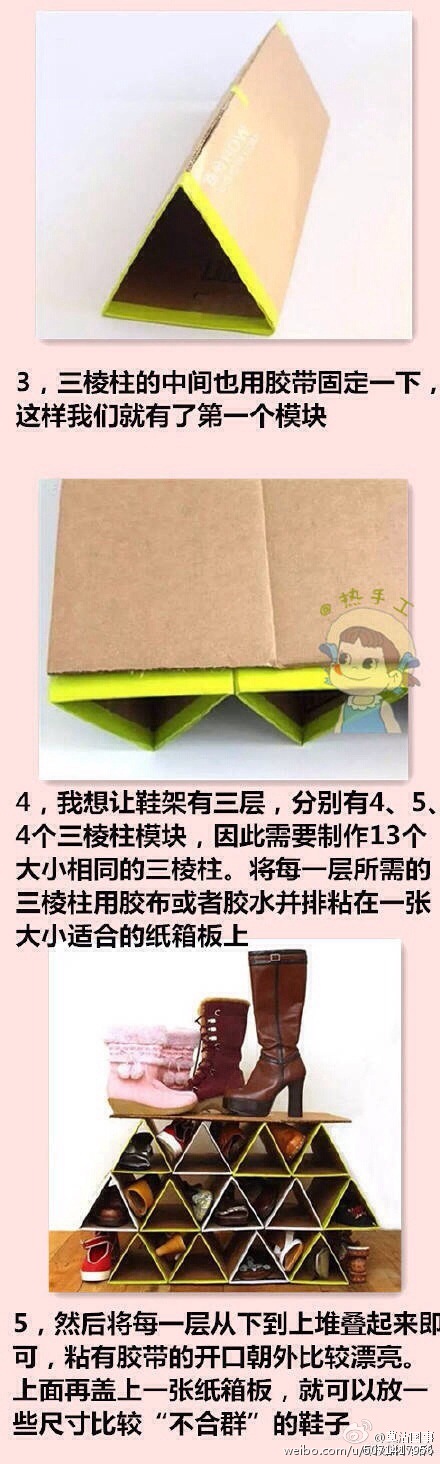 3，三棱柱的中间也用胶带固定一下，
这样我们就有了第一个模块
@热手工
4，我想让鞋架有三层，分别有4、5、
4个三棱柱模块，因此需要制作13个
大小相同的三棱柱。将每一层所需的
三棱柱用胶布或者胶水并排粘在一张
大小适合的纸箱板上
5，然后将每一层从下到上堆叠起来即
可，粘有胶带的开口朝外比较漂亮。
上面再盖上一张纸箱板，就可以放一
些尺寸比较“不合群”的鞋子